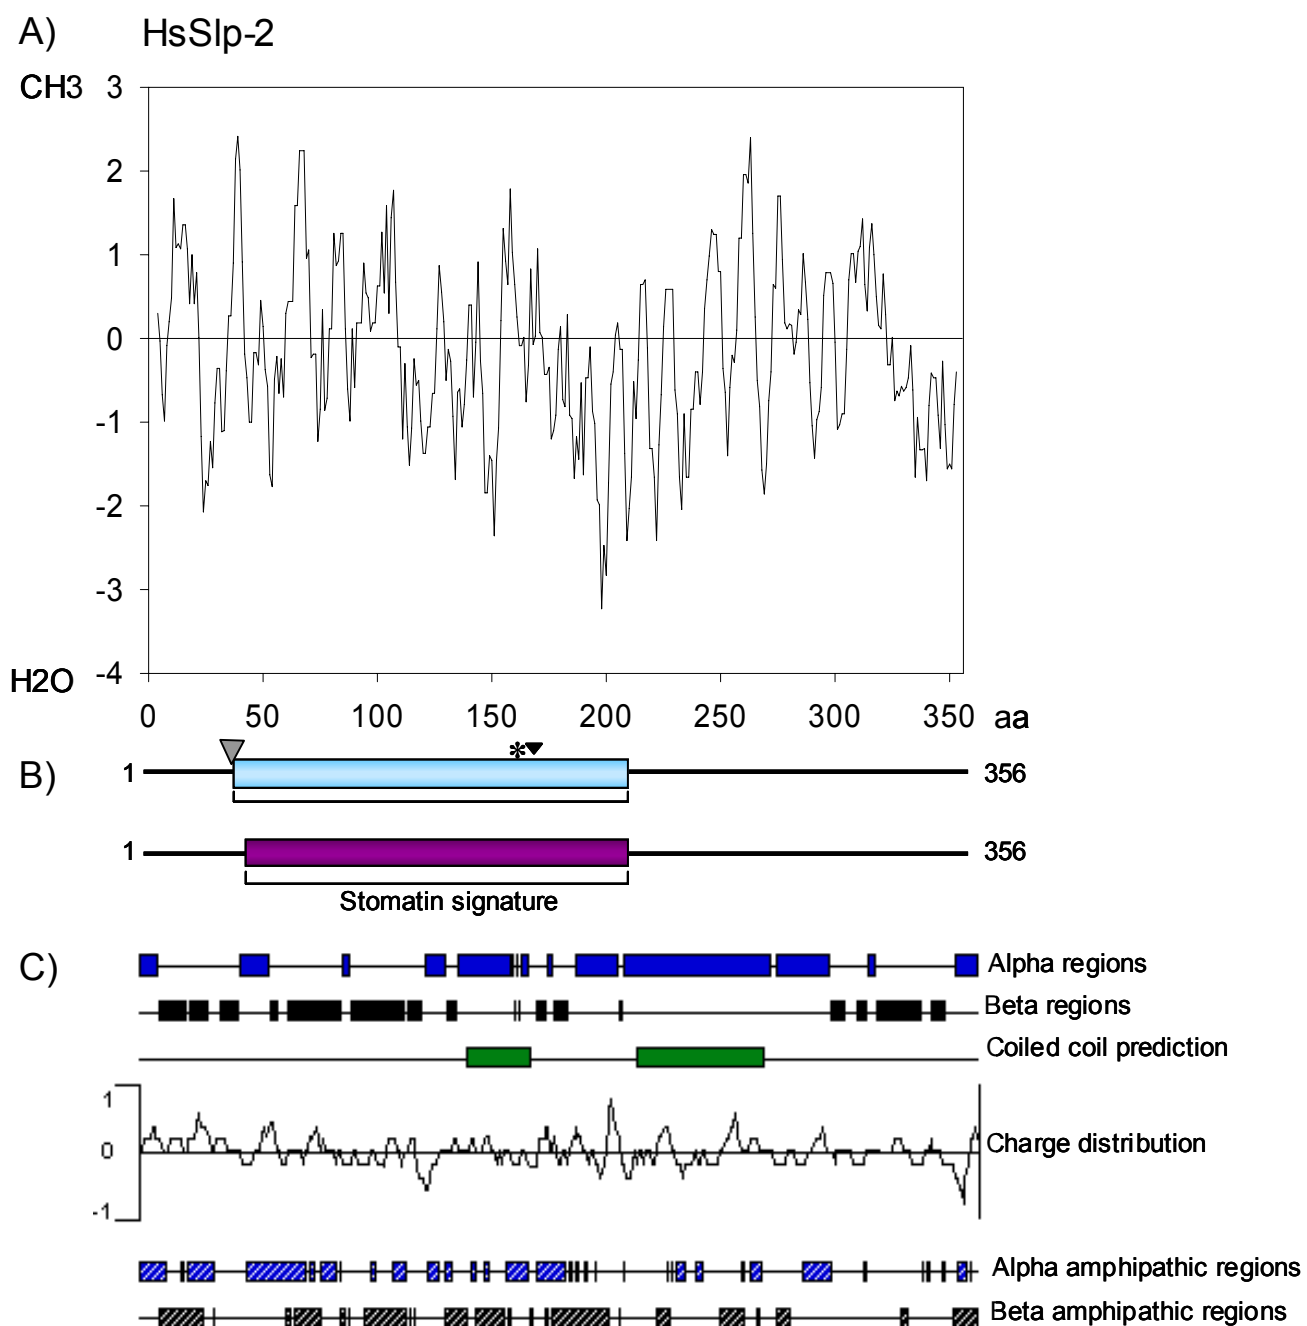 A) HsSlp-2
CH3 3
2
1
0
-1
-2
-3
H2O -4
0 50 100 150 200 250 300 350 aa
*
B) 1 356
1 356
Stomatin signature
C) Alpha regions
Beta regions
Coiled coil prediction
1
0 Charge distribution
-1
Alpha amphipathic regions
Beta amphipathic regions